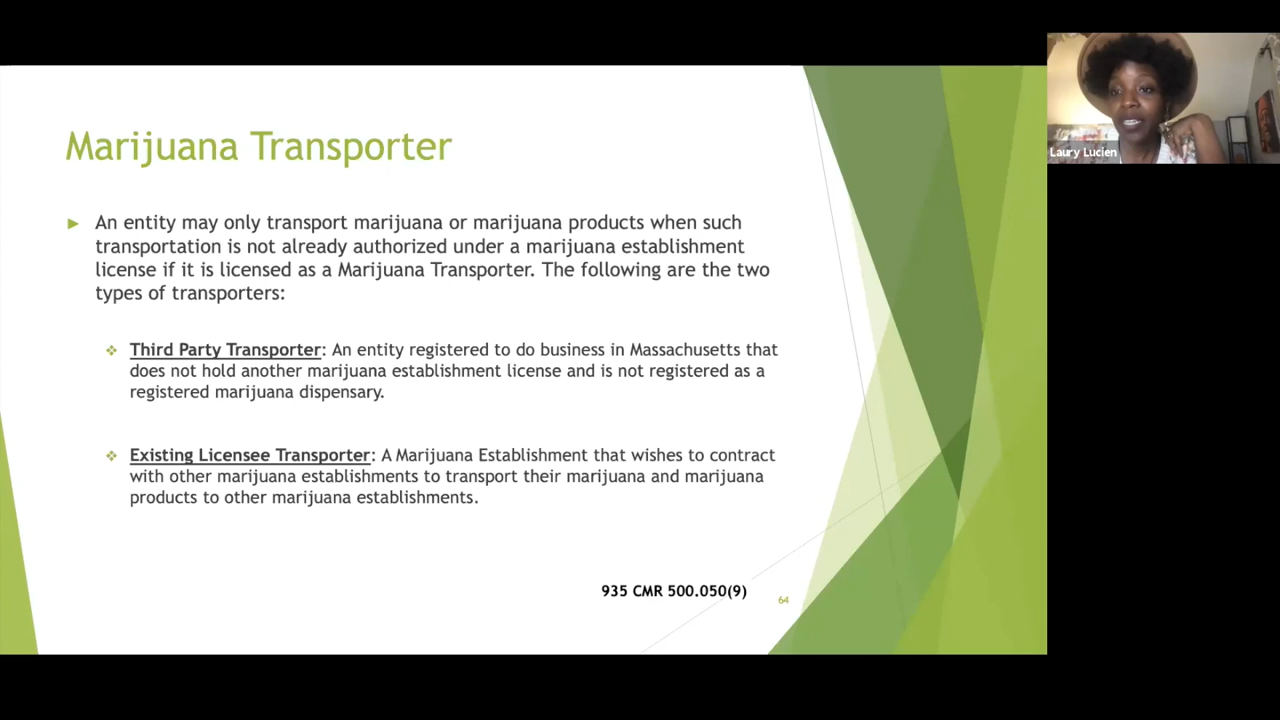 Marijuana Transporter
An entity may only transport marijuana or marijuana products when such
transportation is not already authorized under a marijuana establishment
license if it is licensed as a Marijuana Transporter. The following are the two
types of transporters:
Third Party Transporter: An entity registered to do business in Massachusetts that
does not hold another marijuana establishment license and is not registered as a
registered marijuana dispensary.
Existing Licensee Transporter: A Marijuana Establishment that wishes to contract
with other marijuana establishments to transport their marijuana and marijuana
products to other marijuana establishments.
935 CMR 500.050(9)
64
Laury Lucien